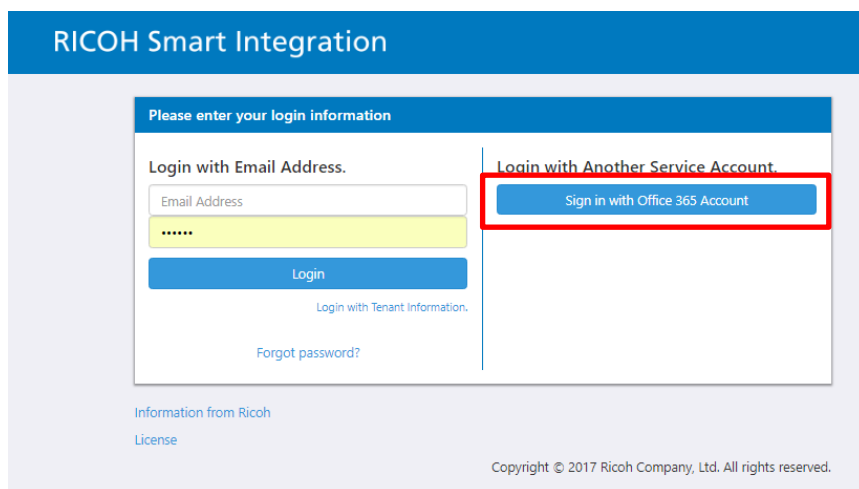 RICOH Smart Integration
Please enter your login information
Login with Email Address.
Email Address
••••••
Login
Login with Tenant Information.
Forgot password?
Login with Another Service Account.
Sign in with Office 365 Account
Information from Ricoh
License
Copyright © 2017 Ricoh Company, Ltd. All rights reserved.